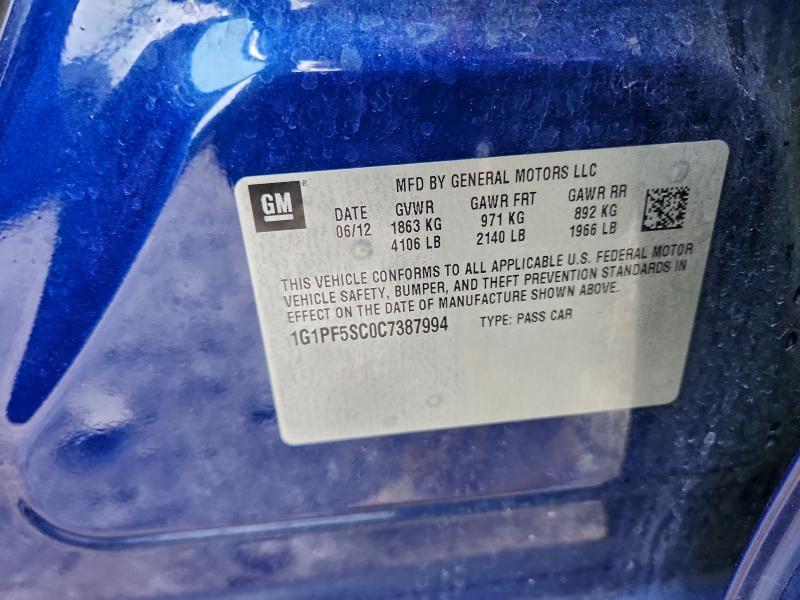 GM
MFD BY GENERAL MOTORS LLC
DATE GVWR GAWR FRT GAWR RR
06/12 1863 KG 971 KG 892 KG
4106 LB 2140 LB 1966 LB
THIS VEHICLE CONFORMS TO ALL APPLICABLE U.S. FEDERAL MOTOR
VEHICLE SAFETY, BUMPER, AND THEFT PREVENTION STANDARDS IN
EFFECT ON THE DATE OF MANUFACTURE SHOWN ABOVE.
1G1PF5SC0C7387994 TYPE: PASS CAR